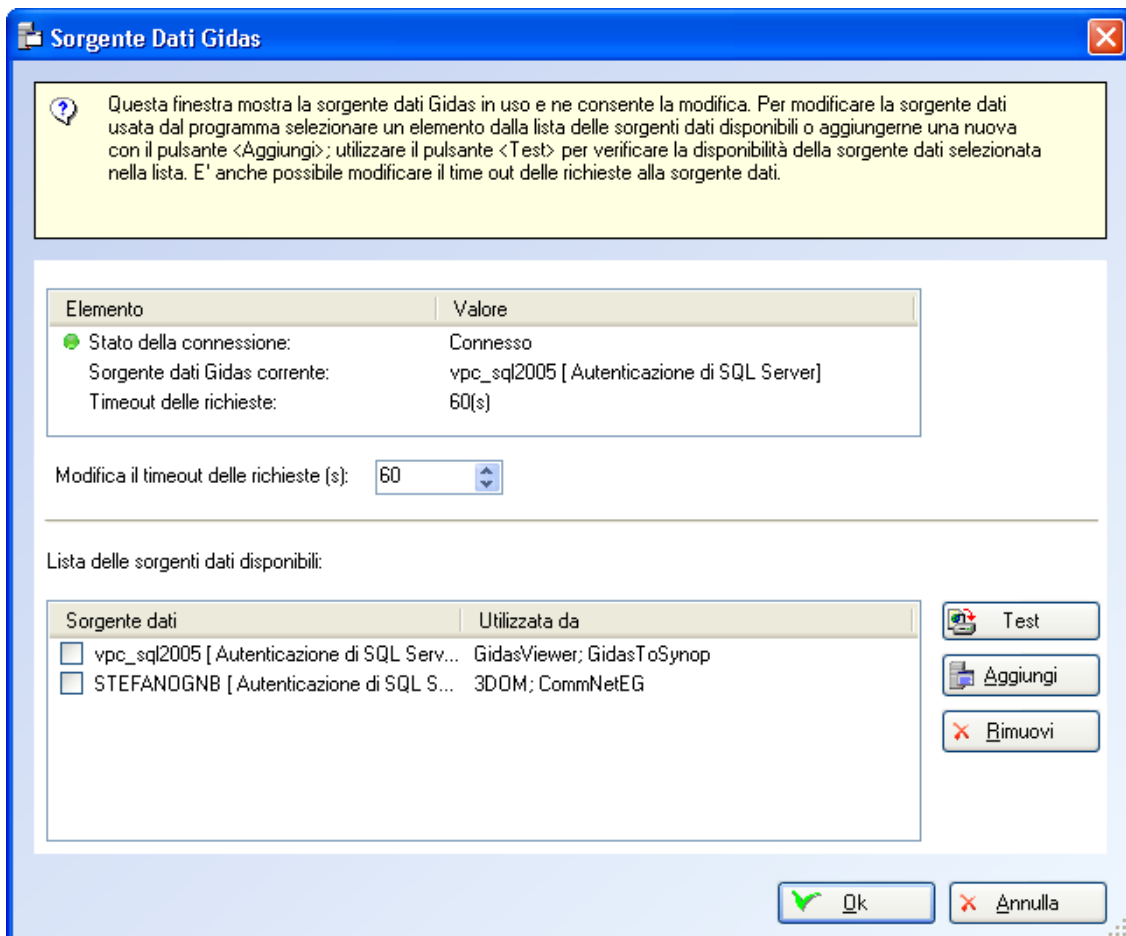 Sorgente Dati Gidas
Questa finestra mostra la sorgente dati Gidas in uso e ne consente la modifica. Per modificare la sorgente dati
usata dal programma selezionare un elemento dalla lista delle sorgenti dati disponibili o aggiungerne una nuova
con il pulsante <Aggiungi>; utilizzare il pulsante <Test> per verificare la disponibilità della sorgente dati selezionata
nella lista. E' anche possibile modificare il time out delle richieste alla sorgente dati.
Elemento Valore
Stato della connessione: Connesso
Sorgente dati Gidas corrente: vpc_sql2005 [ Autenticazione di SQL Server]
Timeout delle richieste: 60(s)
Modifica il timeout delle richieste (s): 60
Lista delle sorgenti dati disponibili:
Sorgente dati Utilizzata da
vpc_sql2005 [ Autenticazione di SQL Serv... GidasViewer; GidasToSynop
STEFANOGNB [ Autenticazione di SQL S... 3DOM; CommNetEG
Test
Aggiungi
Rimuovi
Ok Annulla